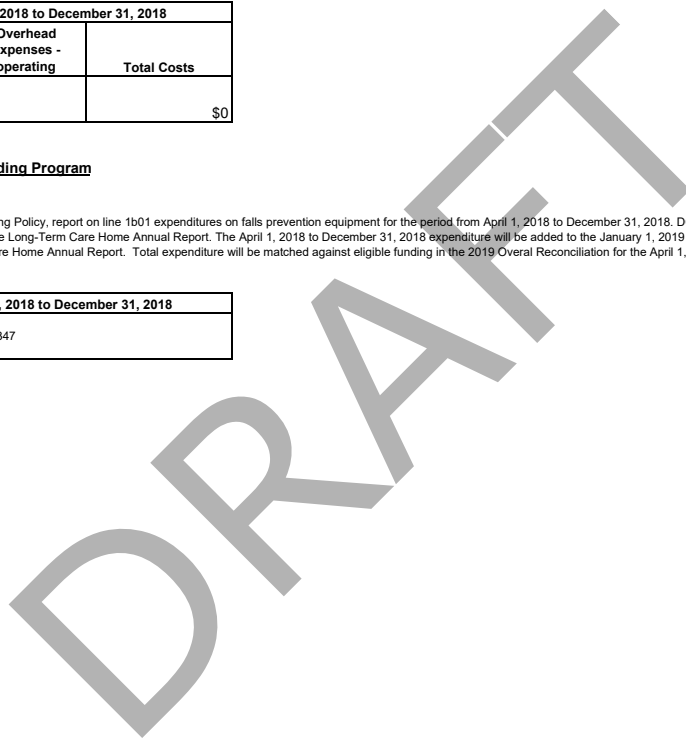 2018 to December 31, 2018
Overhead
xpenses -
operating
Total Costs
$0
ding Program
ng Policy, report on line 1b01 expenditures on falls prevention equipment for the period from April 1, 2018 to December 31, 2018. D
e Long-Term Care Home Annual Report. The April 1, 2018 to December 31, 2018 expenditure will be added to the January 1, 2019
re Home Annual Report. Total expenditure will be matched against eligible funding in the 2019 Overal Reconciliation for the April 1,
, 2018 to December 31, 2018
347
DRAFT